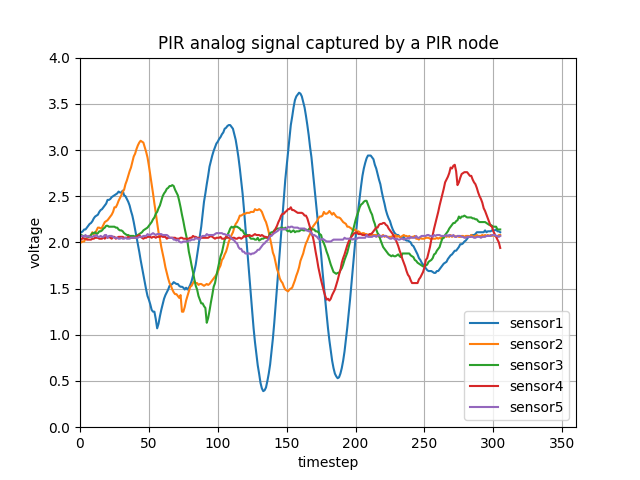 PIR analog signal captured by a PIR node
4.0
3.5
3.0
2.5
2.0
1.5
1.0
0.5
0.0
voltage
0 50 100 150 200 250 300 350
timestep
sensor1
sensor2
sensor3
sensor4
sensor5